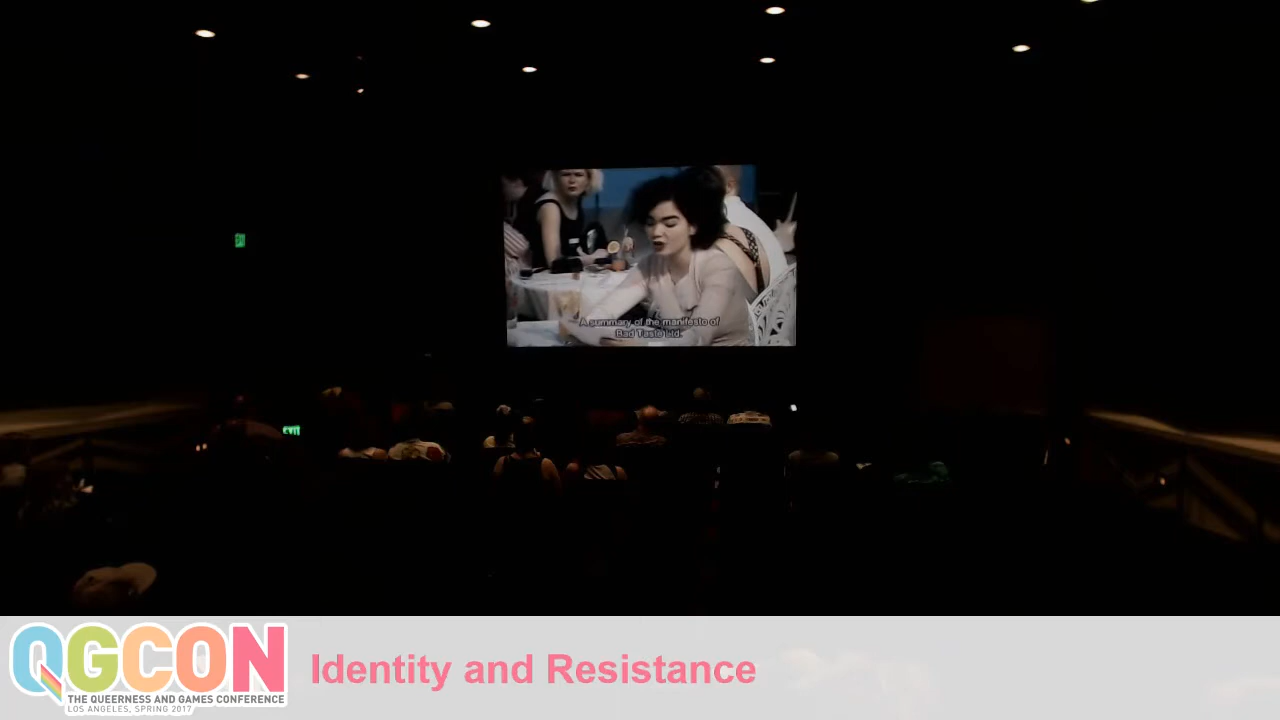 A summary of the manifesto of
Bad Taste Ltd.
EXIT
QGCON
THE QUEERNESS AND GAMES CONFERENCE
LOS ANGELES, SPRING 2017
Identity and Resistance